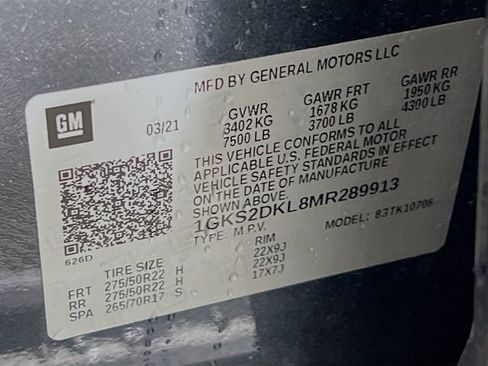 MFD BY GENERAL MOTORS LLC
GM
03/21
GVWR GAWR FRT GAWR RR
3402 KG 1678 KG 1950 KG
7500 LB 3700 LB 4300 LB
THIS VEHICLE CONFORMS TO ALL
APPLICABLE U.S. FEDERAL MOTOR
VEHICLE SAFETY STANDARDS IN EFFECT
ON THE DATE OF MANUFACTURE
SHOWN ABOVE.
1GKS2DKL8MR289913
TYPE: M.P.V. MODEL: 83TK10706
626D
TIRE SIZE RIM
FRT 275/50R22 H 22X9J
RR 275/50R22 H 22X9J
SPA 265/70R17 S 17X7J